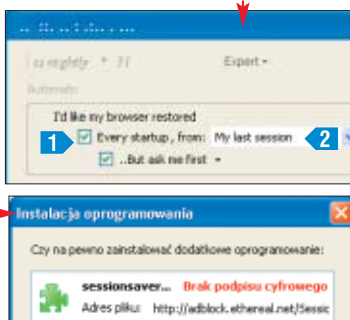 Expert
I'd like my browser restored
1 Every startup, from: My last session 2
...But ask me first
Instalacja oprogramowania
Czy na pewno zainstalować dodatkowe oprogramowanie:
sessionsaver... Brak podpisu cyfrowego
Adres pliku: http://adblock.ethereal.net/Sessic